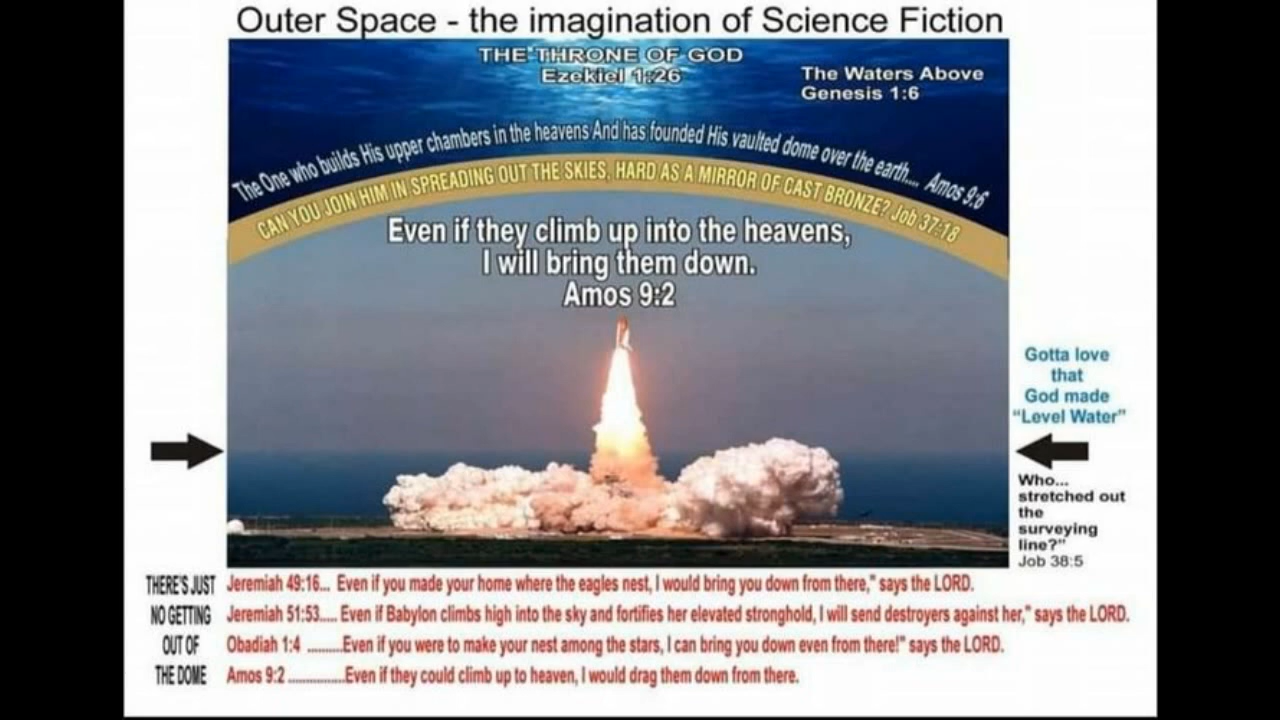 Outer Space - the imagination of Science Fiction
THE THRONE OF GOD
Ezekiel 1:26
The Waters Above
Genesis 1:6
The One who builds His upper chambers in the heavens And has founded His vaulted dome over the earth.... Amos 9:6
CAN YOU JOIN HIM IN SPREADING OUT THE SKIES, HARD AS A MIRROR OF CAST BRONZE? Job 37:18
Even if they climb up into the heavens,
I will bring them down.
Amos 9:2
Gotta love
that
God made
“Level Water”
Who...
stretched out
the
surveying
line?"
Job 38:5
THERE'S JUST Jeremiah 49:16... Even if you made your home where the eagles nest, I would bring you down from there," says the LORD.
NO GETTING Jeremiah 51:53..... Even if Babylon climbs high into the sky and fortifies her elevated stronghold, I will send destroyers against her," says the LORD.
OUT OF Obadiah 1:4 .........Even if you were to make your nest among the stars, I can bring you down even from there!" says the LORD.
THE DOME Amos 9:2 ...............Even if they could climb up to heaven, I would drag them down from there.